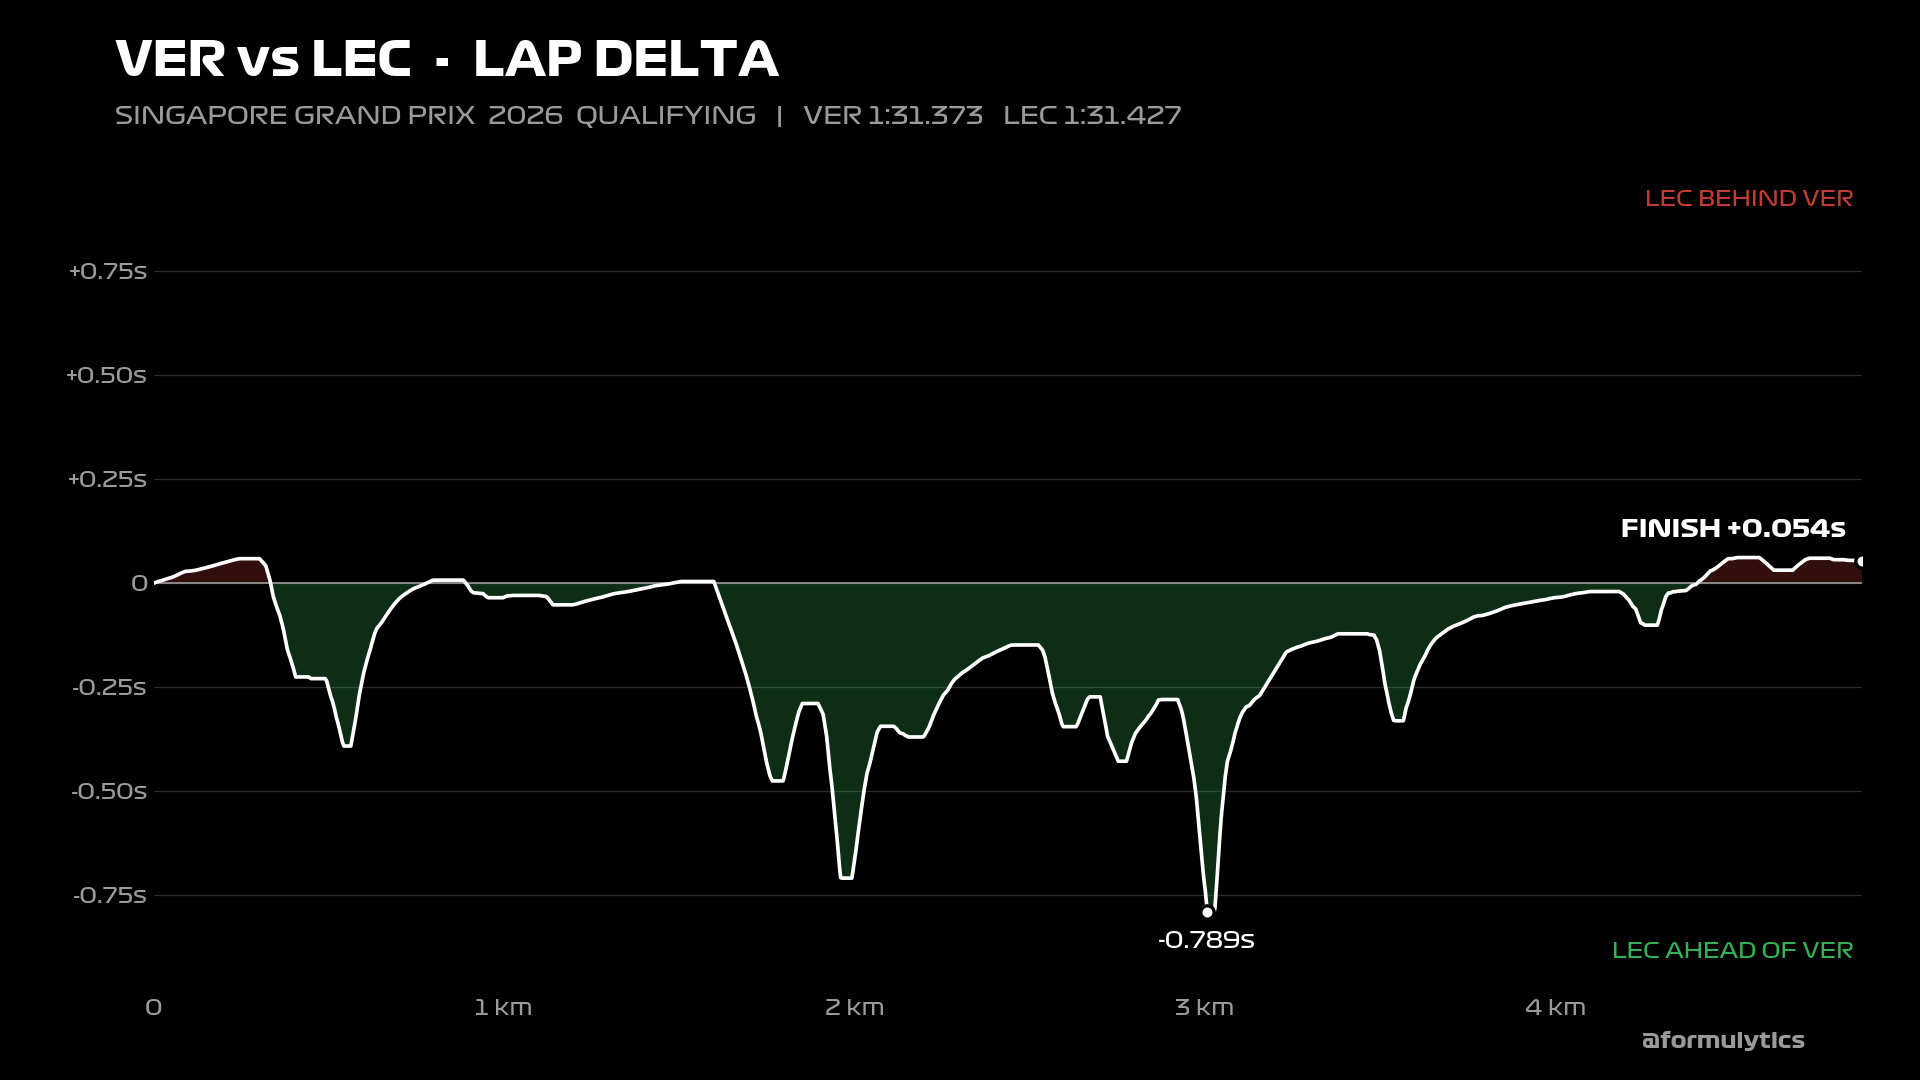 VER vs LEC - LAP DELTA
SINGAPORE GRAND PRIX 2026 QUALIFYING | VER 1:31.373 LEC 1:31.427
LEC BEHIND VER
+0.75s
+0.50s
+0.25s
FINISH +0.054s
0
-0.25s
-0.50s
-0.75s
-0.789s
LEC AHEAD OF VER
0 1 km 2 km 3 km 4 km
@formulytics